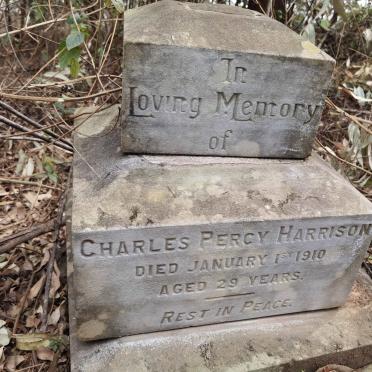 In
Loving Memory
of
CHARLES PERCY HARRISON
DIED JANUARY 1ST 1910
AGED 29 YEARS.
REST IN PEACE.